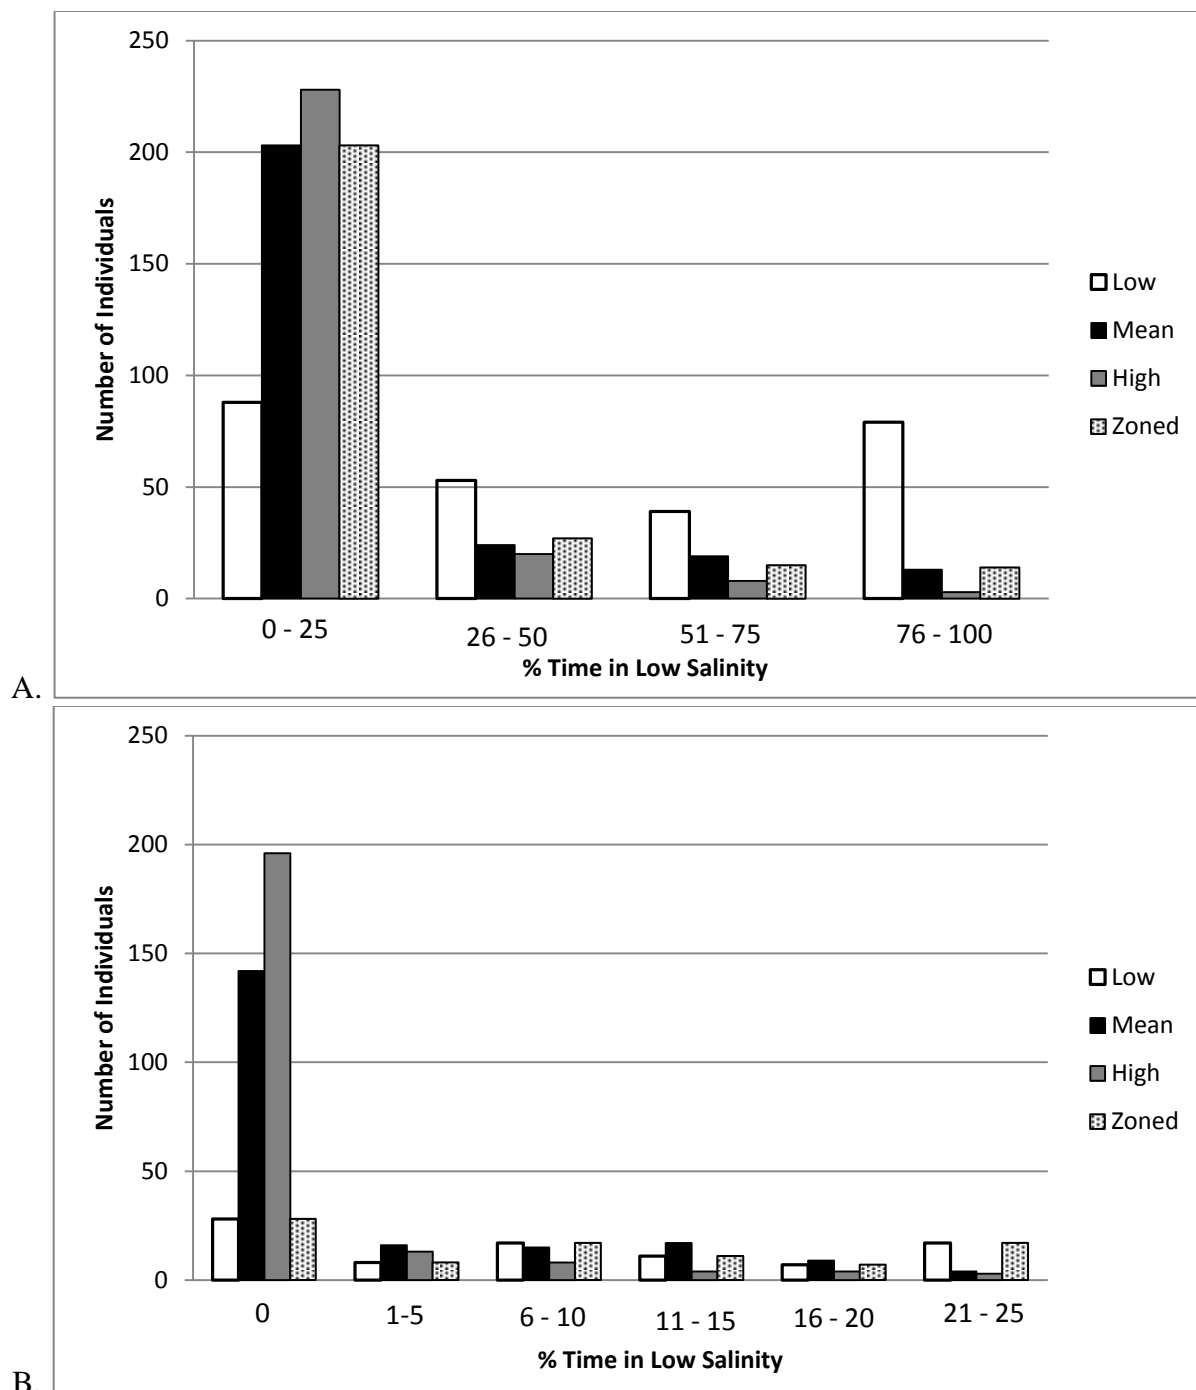 250
200
150
100
50
0
Number of Individuals
0 - 25
26 - 50
51 - 75
76 - 100
% Time in Low Salinity
Low
Mean
High
Zoned
A.
250
200
150
100
50
0
Number of Individuals
0
1-5
6 - 10
11 - 15
16 - 20
21 - 25
% Time in Low Salinity
Low
Mean
High
Zoned
B.